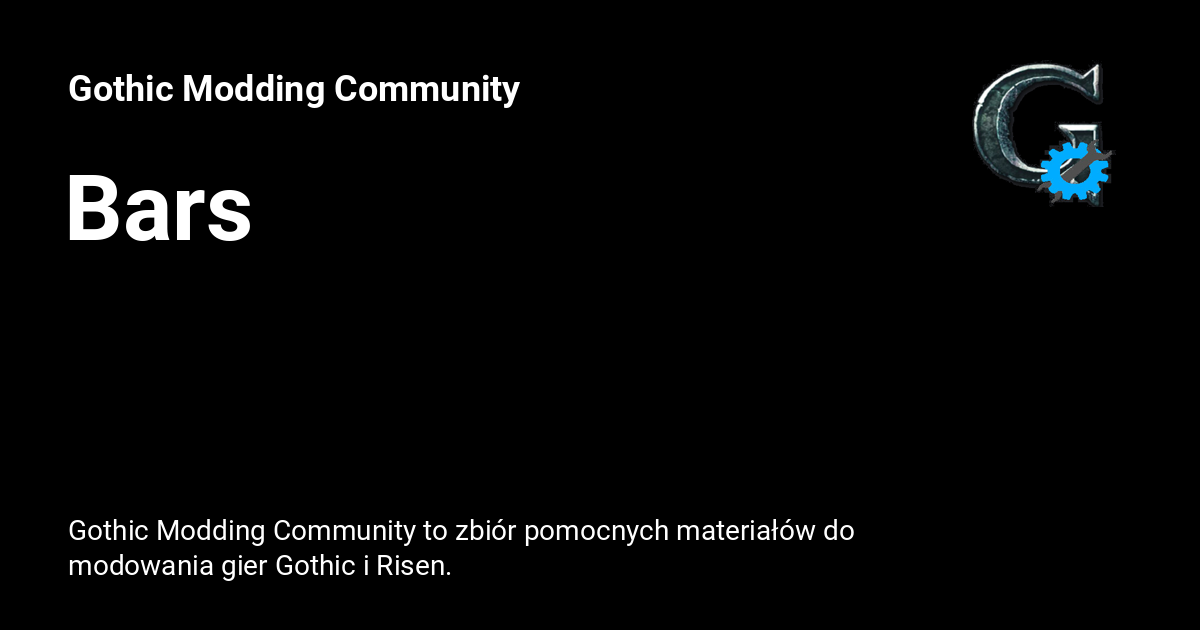 Gothic Modding Community
Bars
Gothic Modding Community to zbiór pomocnych materiałów do
modowania gier Gothic i Risen.